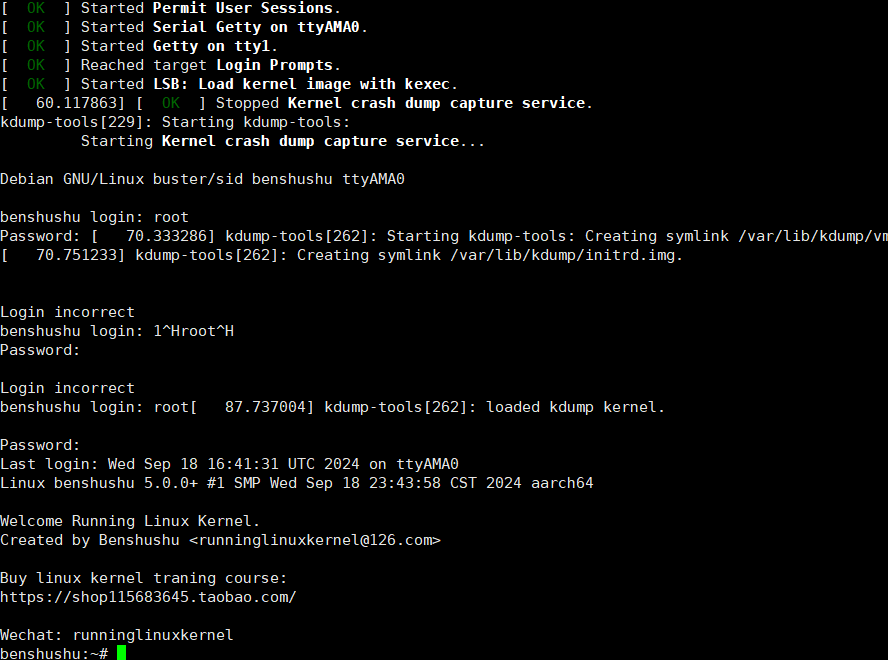 [  OK  ] Started Permit User Sessions.
[  OK  ] Started Serial Getty on ttyAMA0.
[  OK  ] Started Getty on tty1.
[  OK  ] Reached target Login Prompts.
[  OK  ] Started LSB: Load kernel image with kexec.
[   60.117863] [  OK  ] Stopped Kernel crash dump capture service.
kdump-tools[229]: Starting kdump-tools:
         Starting Kernel crash dump capture service...
Debian GNU/Linux buster/sid benshushu ttyAMA0
benshushu login: root
Password: [   70.333286] kdump-tools[262]: Starting kdump-tools: Creating symlink /var/lib/kdump/vm
[   70.751233] kdump-tools[262]: Creating symlink /var/lib/kdump/initrd.img.
Login incorrect
benshushu login: 1^Hroot^H
Password:
Login incorrect
benshushu login: root[   87.737004] kdump-tools[262]: loaded kdump kernel.
Password:
Last login: Wed Sep 18 16:41:31 UTC 2024 on ttyAMA0
Linux benshushu 5.0.0+ #1 SMP Wed Sep 18 23:43:58 CST 2024 aarch64
Welcome Running Linux Kernel.
Created by Benshushu <runninglinuxkernel@126.com>
Buy linux kernel traning course:
https://shop115683645.taobao.com/
Wechat: runninglinuxkernel
benshushu:~#